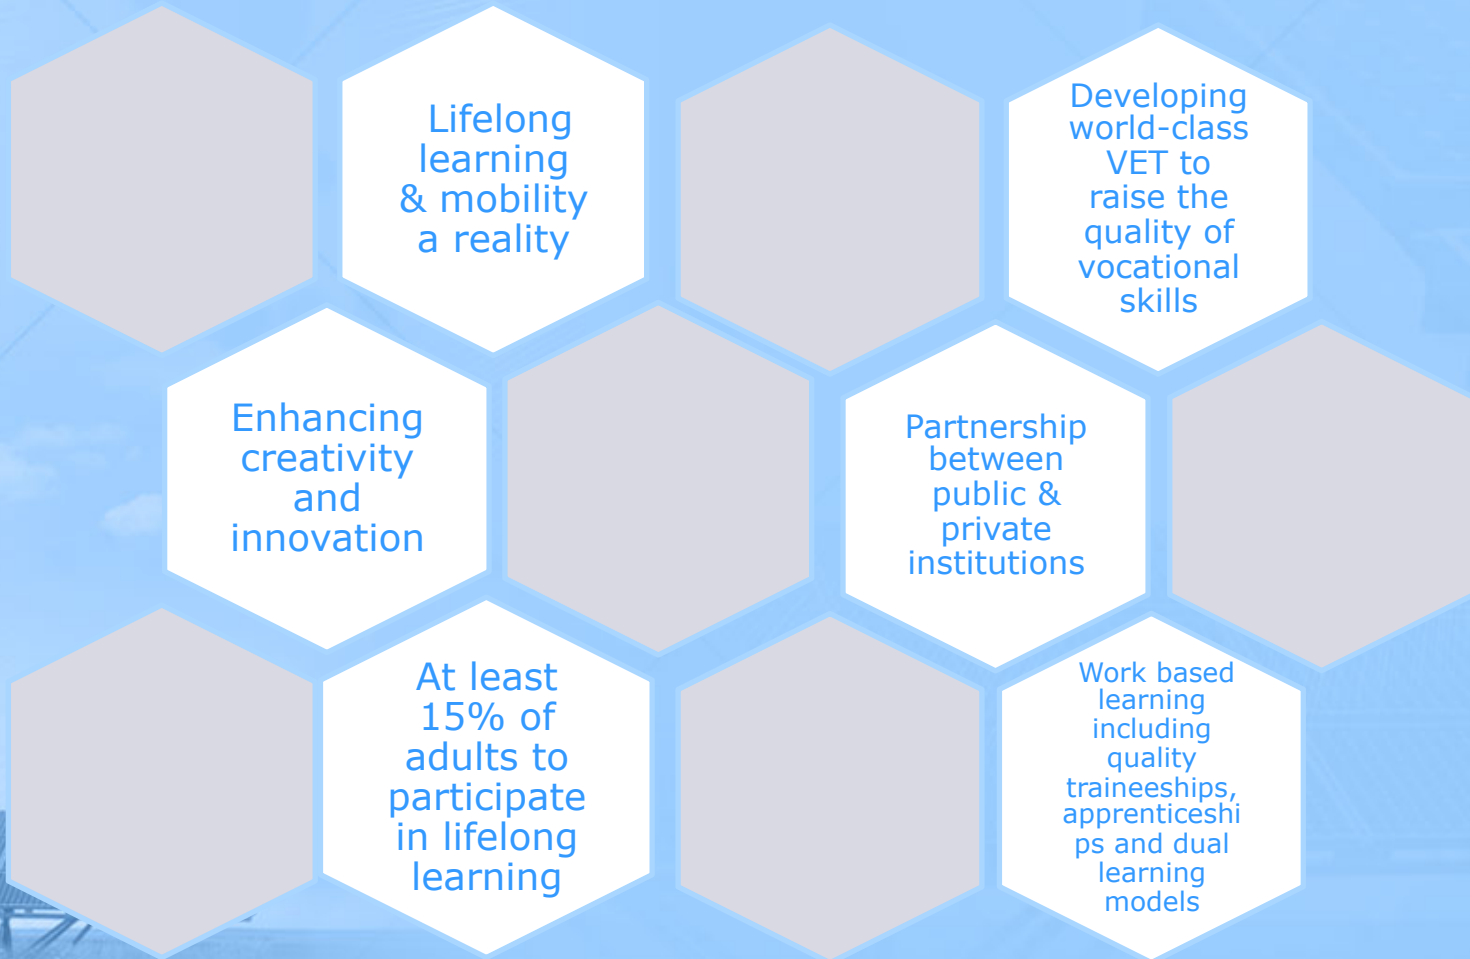 Lifelong
learning
& mobility
a reality
Developing
world-class
VET to
raise the
quality of
vocational
skills
Enhancing
creativity
and
innovation
Partnership
between
public &
private
institutions
At least
15% of
adults to
participate
in lifelong
learning
Work based
learning
including
quality
traineeships,
apprenticeshi
ps and dual
learning
models